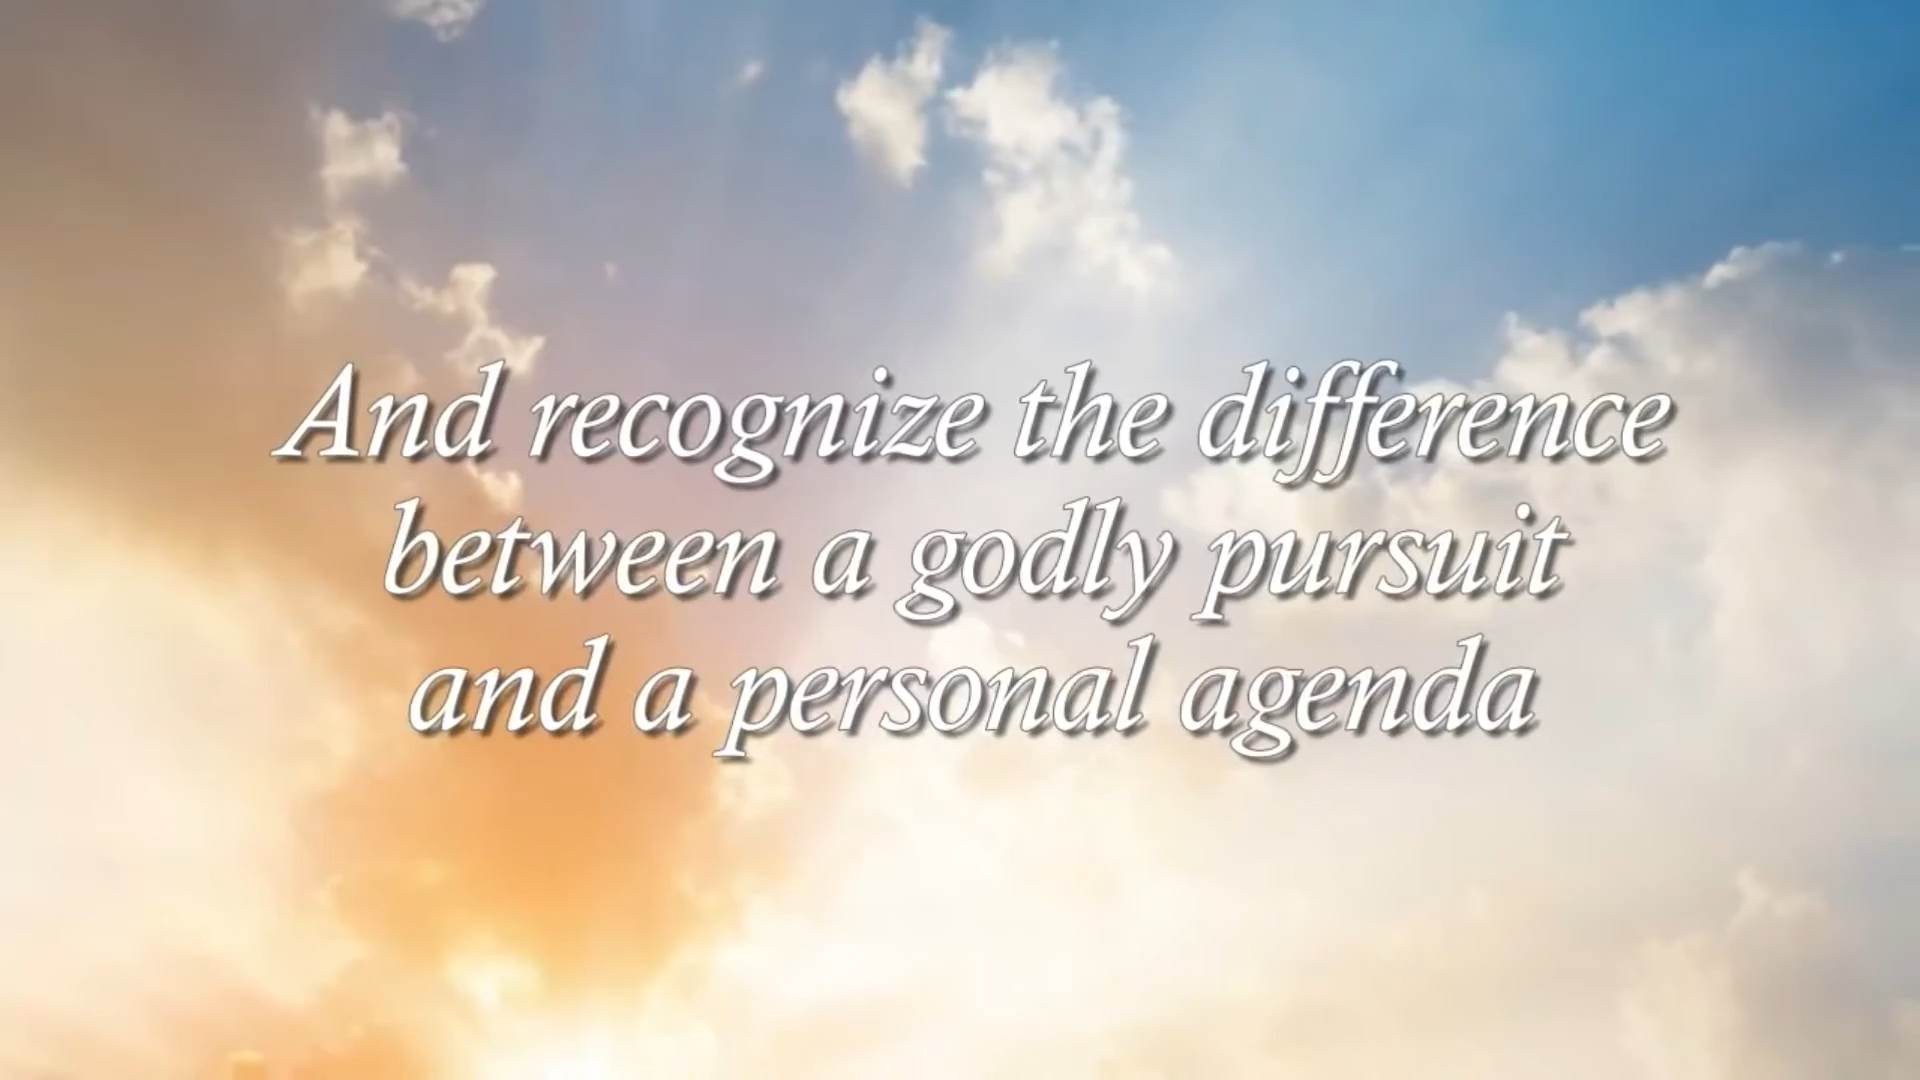 And recognize the difference
between a godly pursuit
and a personal agenda